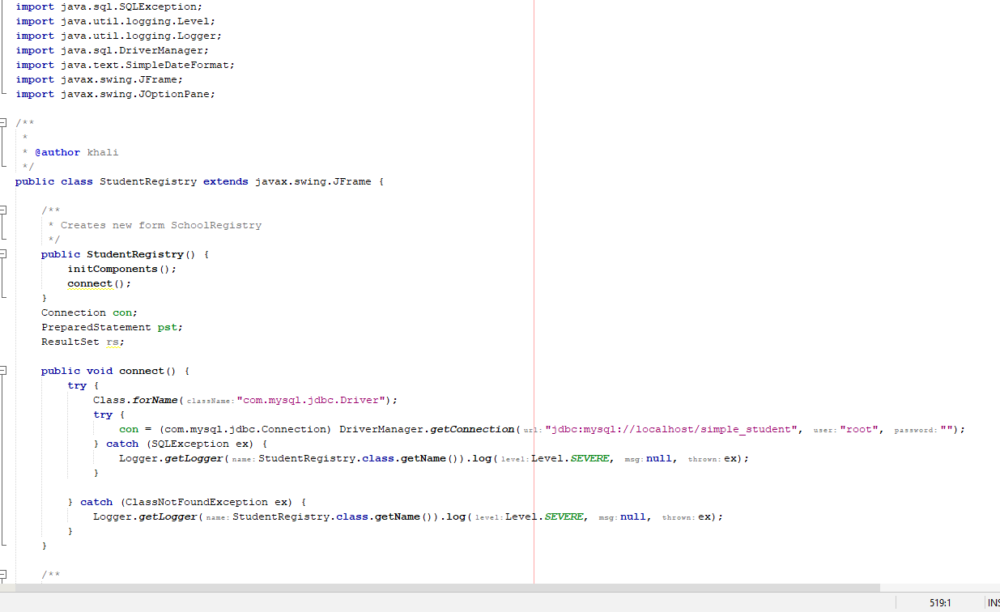 import java.sql.SQLException;
import java.util.logging.Level;
import java.util.logging.Logger;
import java.sql.DriverManager;
import java.text.SimpleDateFormat;
import javax.swing.JFrame;
import javax.swing.JOptionPane;
/**
*
* @author khali
*/
public class StudentRegistry extends javax.swing.JFrame {
/**
* Creates new form SchoolRegistry
*/
public StudentRegistry() {
initComponents();
connect();
}
Connection con;
PreparedStatement pst;
ResultSet rs;
public void connect() {
try {
Class.forName(className:"com.mysql.jdbc.Driver");
try {
con = (com.mysql.jdbc.Connection) DriverManager.getConnection(url:"jdbc:mysql://localhost/simple_student", user:"root", password:"");
} catch (SQLException ex) {
Logger.getLogger(name:StudentRegistry.class.getName()).log(level:Level.SEVERE, msg:null, thrown:ex);
}
} catch (ClassNotFoundException ex) {
Logger.getLogger(name:StudentRegistry.class.getName()).log(level:Level.SEVERE, msg:null, thrown:ex);
}
}
/**
519:1 INS